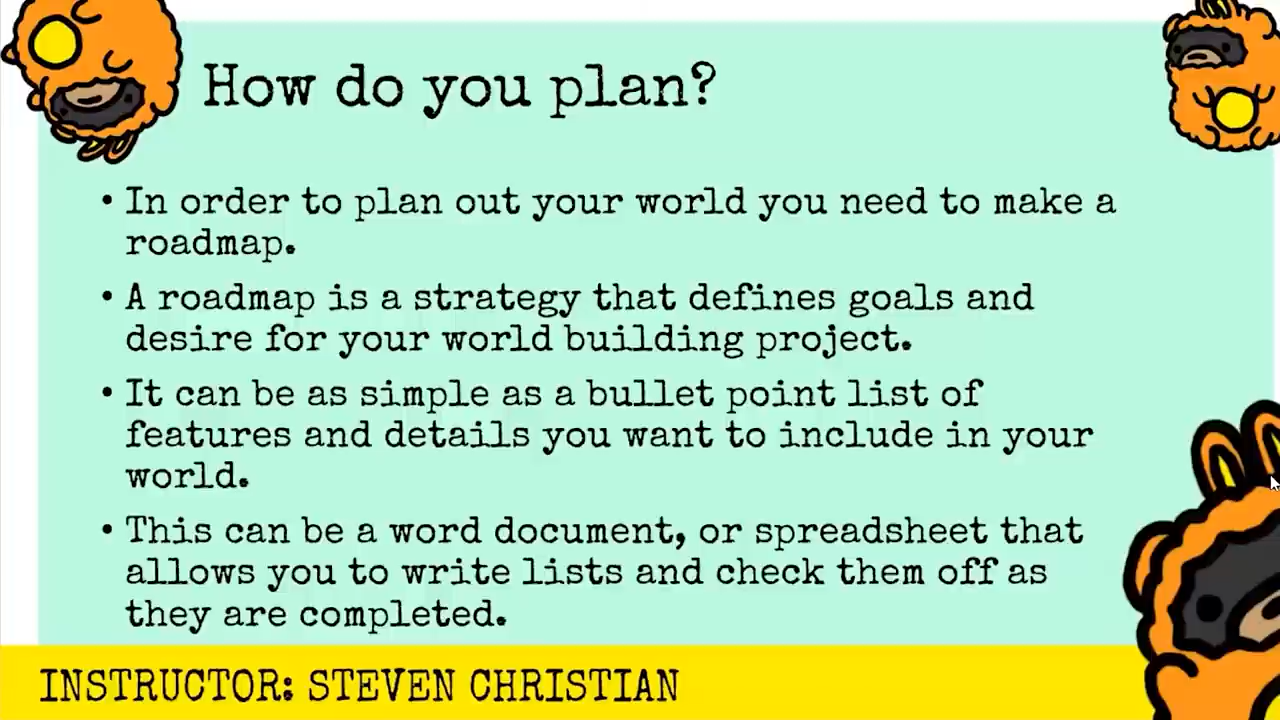 How do you plan?
• In order to plan out your world you need to make a
roadmap.
• A roadmap is a strategy that defines goals and
desire for your world building project.
• It can be as simple as a bullet point list of
features and details you want to include in your
world.
• This can be a word document, or spreadsheet that
allows you to write lists and check them off as
they are completed.
INSTRUCTOR: STEVEN CHRISTIAN